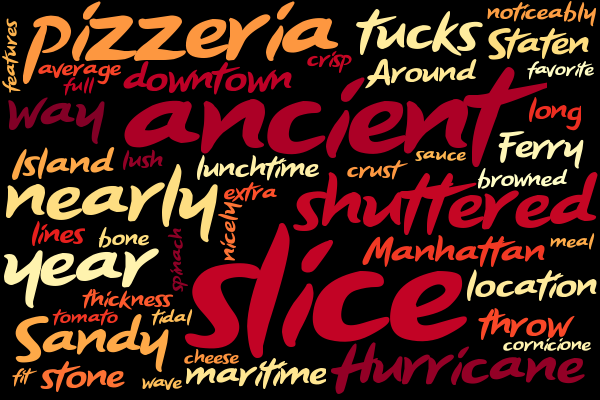 features
pizzeria
tucks
noticeably
Staten
average
full
downtown
crisp
Around
favorite
way
ancient
long
Ferry
Island
lush
lunchtime
crust
sauce
browned
nearly
extra
nicely
shuttered
lines
bone
spinach
Manhattan
meal
year
slice
location
thickness
tomato
tidal
throw
cornicione
Sandy
cheese
fit
stone
wave
maritime
Hurricane